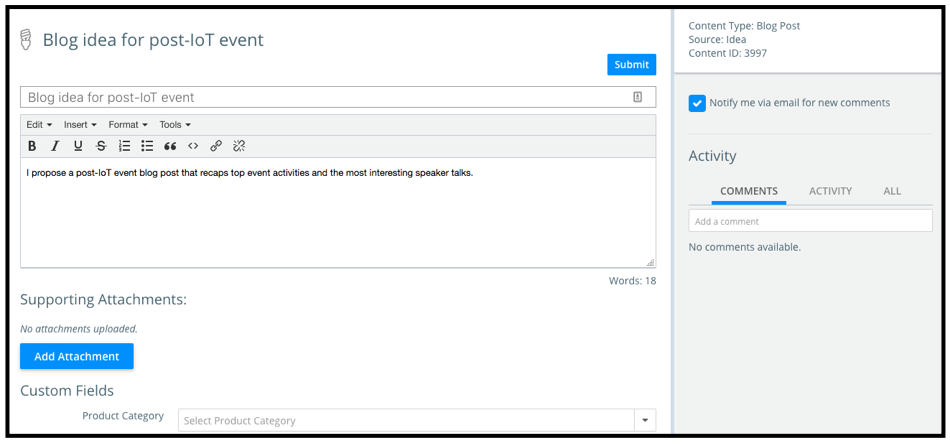 Blog idea for post-IoT event
Submit
Blog idea for post-IoT event
Edit Insert Format Tools
B I U S
I propose a post-IoT event blog post that recaps top event activities and the most interesting speaker talks.
Words: 18
Supporting Attachments:
No attachments uploaded.
Add Attachment
Custom Fields
Product Category Select Product Category
Content Type: Blog Post
Source: Idea
Content ID: 3997
Notify me via email for new comments
Activity
COMMENTS ACTIVITY ALL
Add a comment
No comments available.